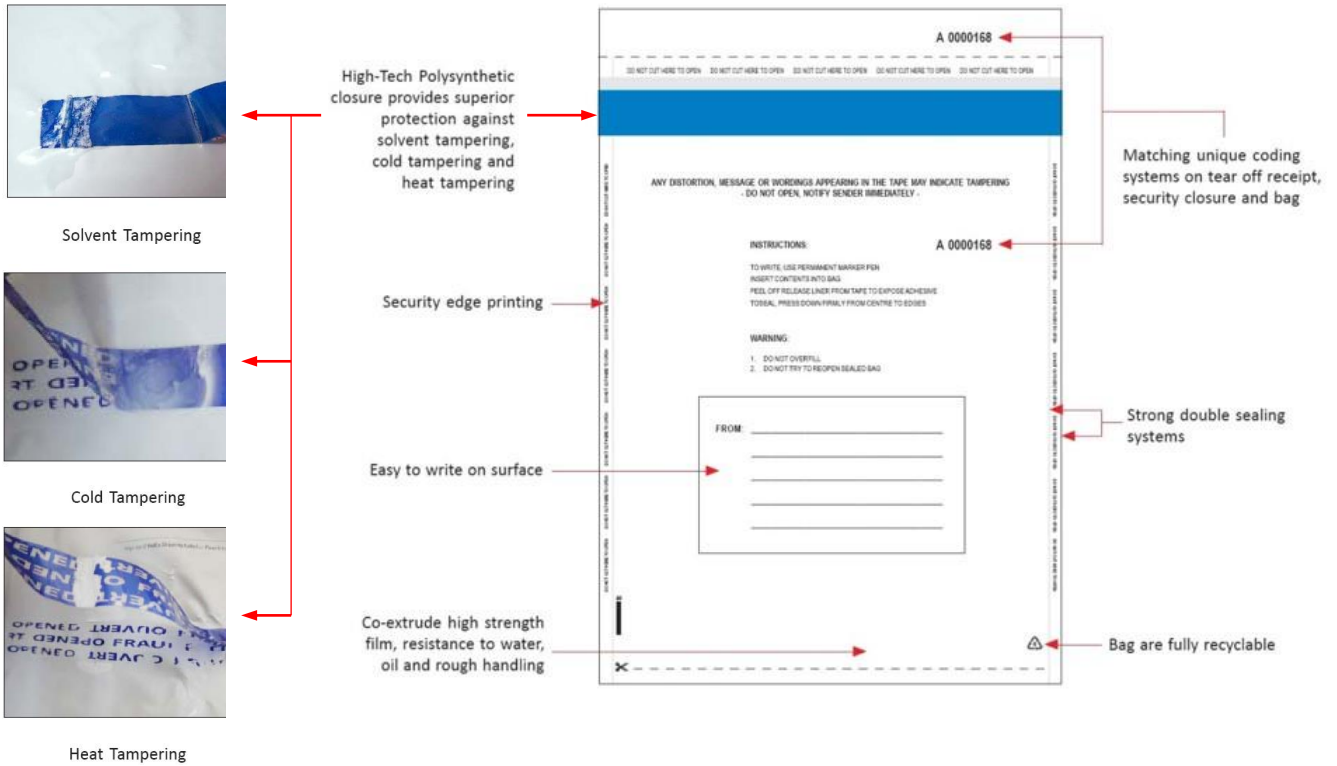 Solvent Tampering
OPENED
OPENED
Cold Tampering
OPENED
OPENED FRAU
OPENED
Heat Tampering
High-Tech Polysynthetic
closure provides superior
protection against
solvent tampering,
cold tampering and
heat tampering
Security edge printing
Easy to write on surface
Co-extrude high strength
film, resistance to water,
oil and rough handling
A 0000168
DO NOT CUT HERE TO OPEN DO NOT CUT HERE TO OPEN DO NOT CUT HERE TO OPEN DO NOT CUT HERE TO OPEN DO NOT CUT HERE TO OPEN
ANY DISTORTION, MESSAGE OR WORDINGS APPEARING IN THE TAPE MAY INDICATE TAMPERING
- DO NOT OPEN, NOTIFY SENDER IMMEDIATELY -
INSTRUCTIONS:
A 0000168
TO WRITE, USE PERMANENT MARKER PEN
INSERT CONTENTS INTO BAG
PEEL OFF RELEASE LINER FROM TAPE TO EXPOSE ADHESIVE
TOSEAL, PRESS DOWN FIRMLY FROM CENTRE TO EDGES
WARNING:
1. DO NOT OVERFILL
2. DO NOT TRY TO REOPEN SEALED BAG
FROM:
Matching unique coding
systems on tear off receipt,
security closure and bag
Strong double sealing
systems
Bag are fully recyclable